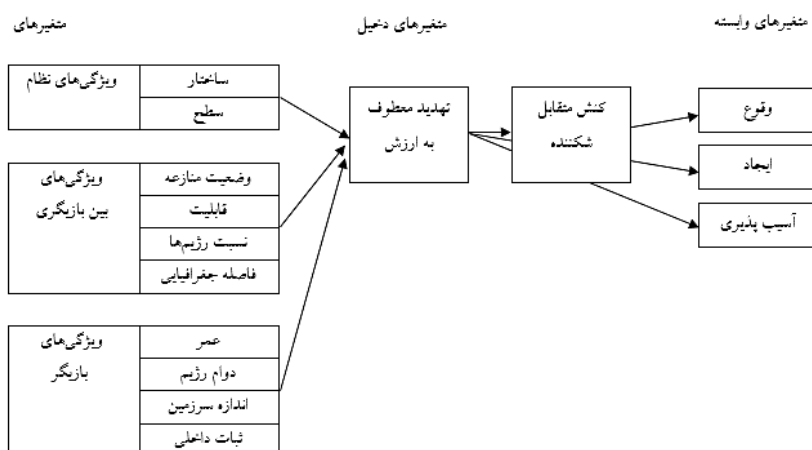 متغیرهای
متغیرهای دخیل
متغیرهای وابسته
ویژگی‌های نظام
ساختار
سطح
ویژگی‌های
بین بازیگری
وضعیت منازعه
قابلیت
نسبت رژیم‌ها
فاصله جغرافیایی
ویژگی‌های
بازیگر
عمر
دوام رژیم
اندازه سرزمین
ثبات داخلی
تهدید معطوف
به ارزش
کنش متقابل
شکننده
وقوع
ایجاد
آسیب پذیری